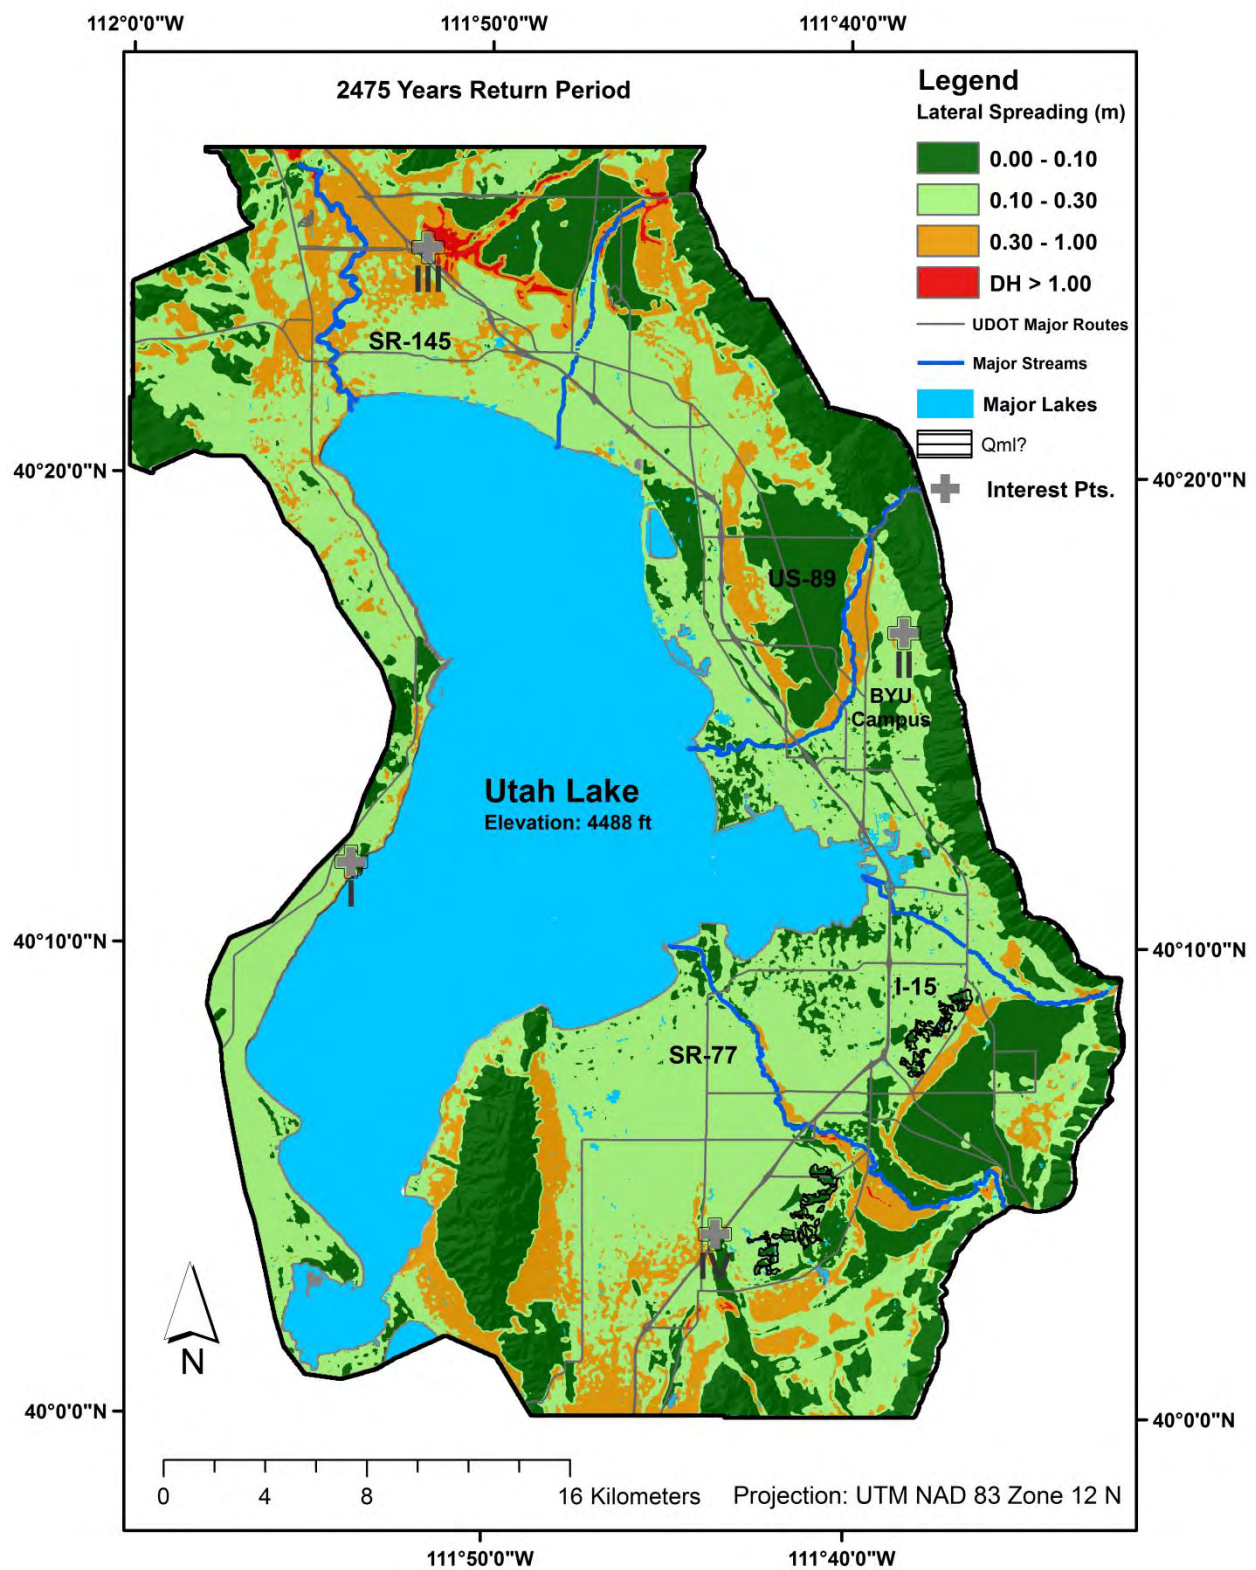 112°0'0"W 111°50'0"W 111°40'0"W
2475 Years Return Period
Legend
Lateral Spreading (m)
0.00 - 0.10
0.10 - 0.30
0.30 - 1.00
DH > 1.00
UDOT Major Routes
Major Streams
Major Lakes
Qml?
Interest Pts.
III
SR-145
40°20'0"N 40°20'0"N
US-89
II
BYU
Campus
Utah Lake
Elevation: 4488 ft
I
40°10'0"N 40°10'0"N
I-15
SR-77
IV
N
40°0'0"N 40°0'0"N
0 4 8 16 Kilometers
Projection: UTM NAD 83 Zone 12 N
111°50'0"W 111°40'0"W